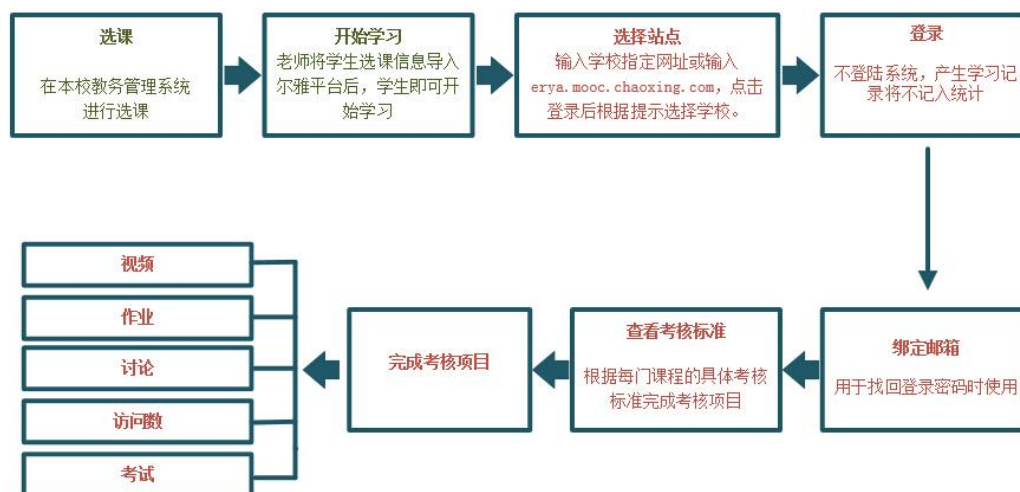 选课
在本校教务管理系统
进行选课
开始学习
老师将学生选课信息导入
尔雅平台后，学生即可开
始学习
选择站点
输入学校指定网址或输入
erya.mooc.chaoxing.com，点击
登录后根据提示选择学校。
登录
不登陆系统，产生学习记
录将不记入统计
绑定邮箱
用于找回登录密码时使用
查看考核标准
根据每门课程的具体考核
标准完成考核项目
完成考核项目
视频
作业
讨论
访问数
考试